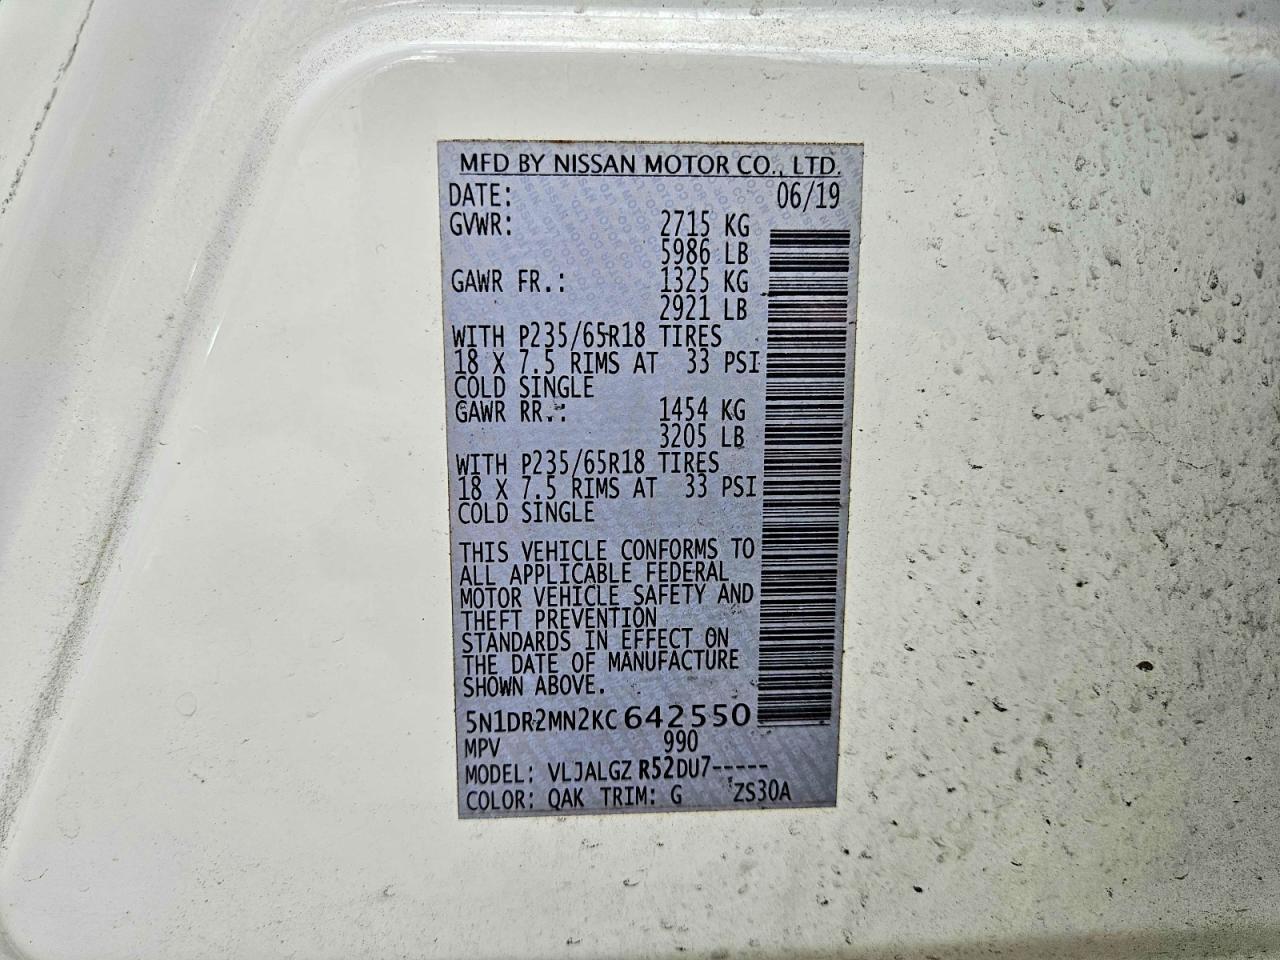 MFD BY NISSAN MOTOR CO., LTD.
DATE: 06/19
GVWR: 2715 KG
5986 LB
GAWR FR.: 1325 KG
2921 LB
WITH P235/65R18 TIRES
18 X 7.5 RIMS AT 33 PSI
COLD SINGLE
GAWR RR.: 1454 KG
3205 LB
WITH P235/65R18 TIRES
18 X 7.5 RIMS AT 33 PSI
COLD SINGLE
THIS VEHICLE CONFORMS TO
ALL APPLICABLE FEDERAL
MOTOR VEHICLE SAFETY AND
THEFT PREVENTION
STANDARDS IN EFFECT ON
THE DATE OF MANUFACTURE
SHOWN ABOVE.
5N1DR2MN2KC642550
MPV 990
MODEL: VLJALGZ R52DU7-----
COLOR: QAK TRIM: G ZS30A